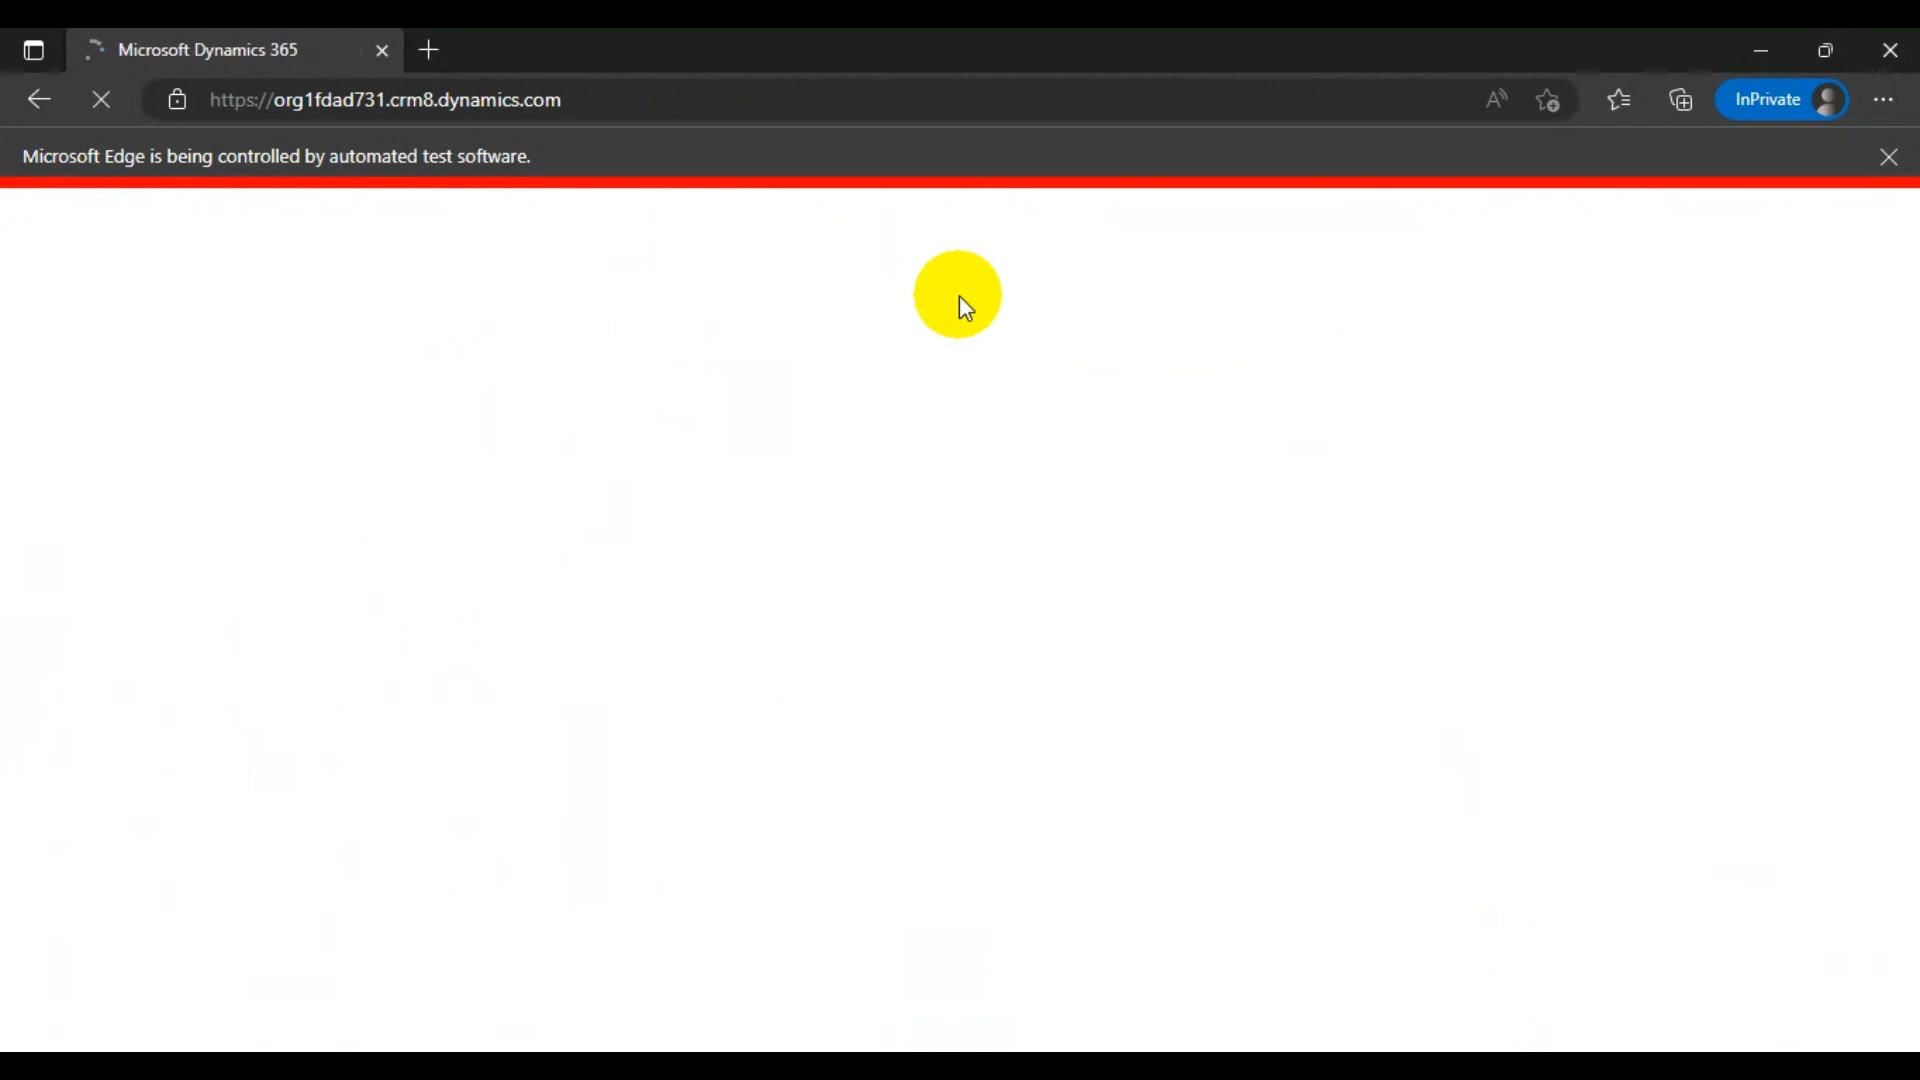 Microsoft Dynamics 365
https://org1fdad731.crm8.dynamics.com
InPrivate
Microsoft Edge is being controlled by automated test software.